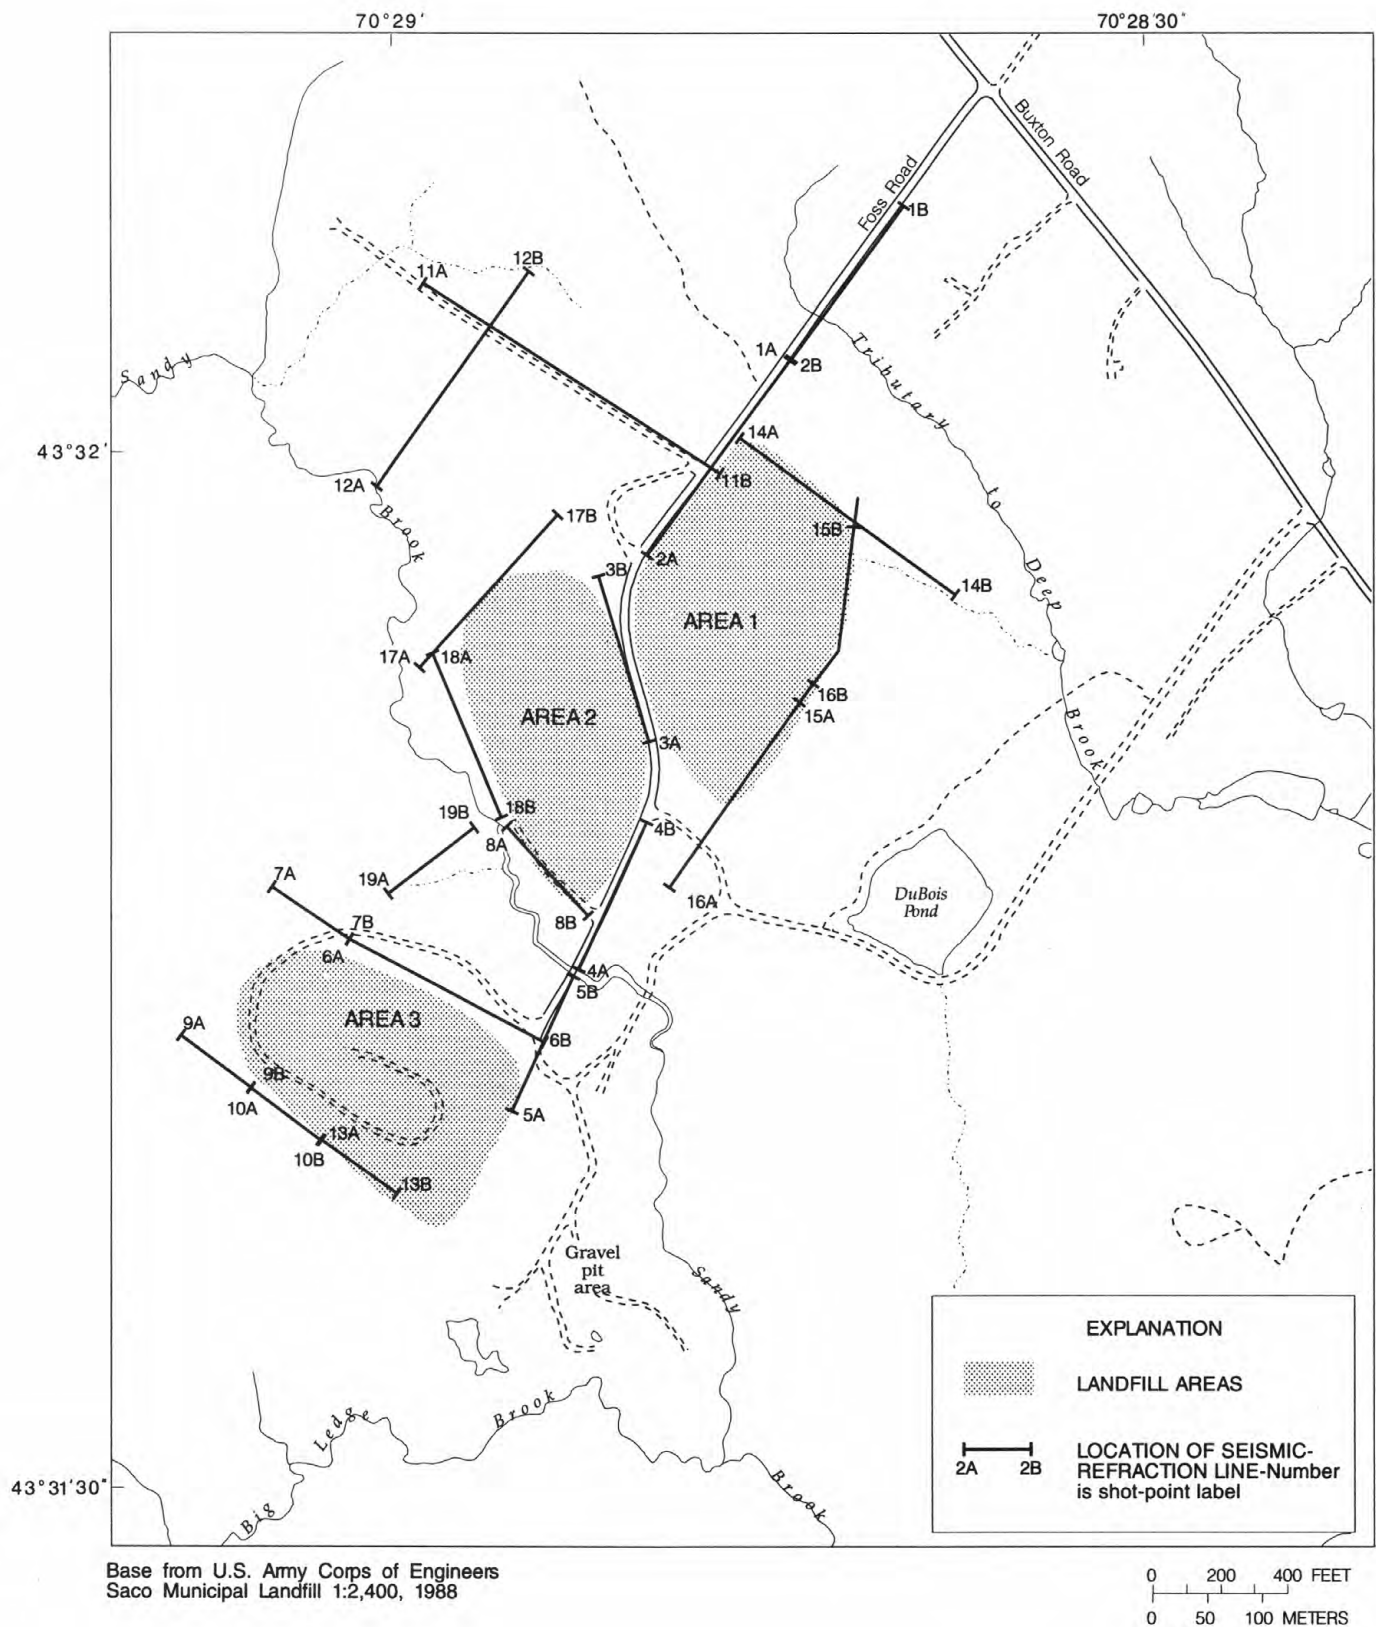 70°29'
70°28'30"
Buxton Road
Foss Road
1B
12B
11A
1A
2B
Sandy
Tributary
14A
43°32'
11B
12A
to
Brook
17B
15B
2A
3B
Deep
14B
AREA 1
17A
18A
16B
15A
AREA 2
Brook
3A
18B
19B
4B
8A
7A
19A
DuBois
Pond
16A
7B
8B
6A
4A
5B
9A
AREA 3
6B
9B
10A
5A
13A
10B
13B
Gravel
pit
area
Sandy
EXPLANATION
LANDFILL AREAS
Ledge
Brook
LOCATION OF SEISMIC-
REFRACTION LINE-Number
is shot-point label
2A 2B
43°31'30"
Big
Brook
Base from U.S. Army Corps of Engineers
Saco Municipal Landfill 1:2,400, 1988
0 200 400 FEET
0 50 100 METERS